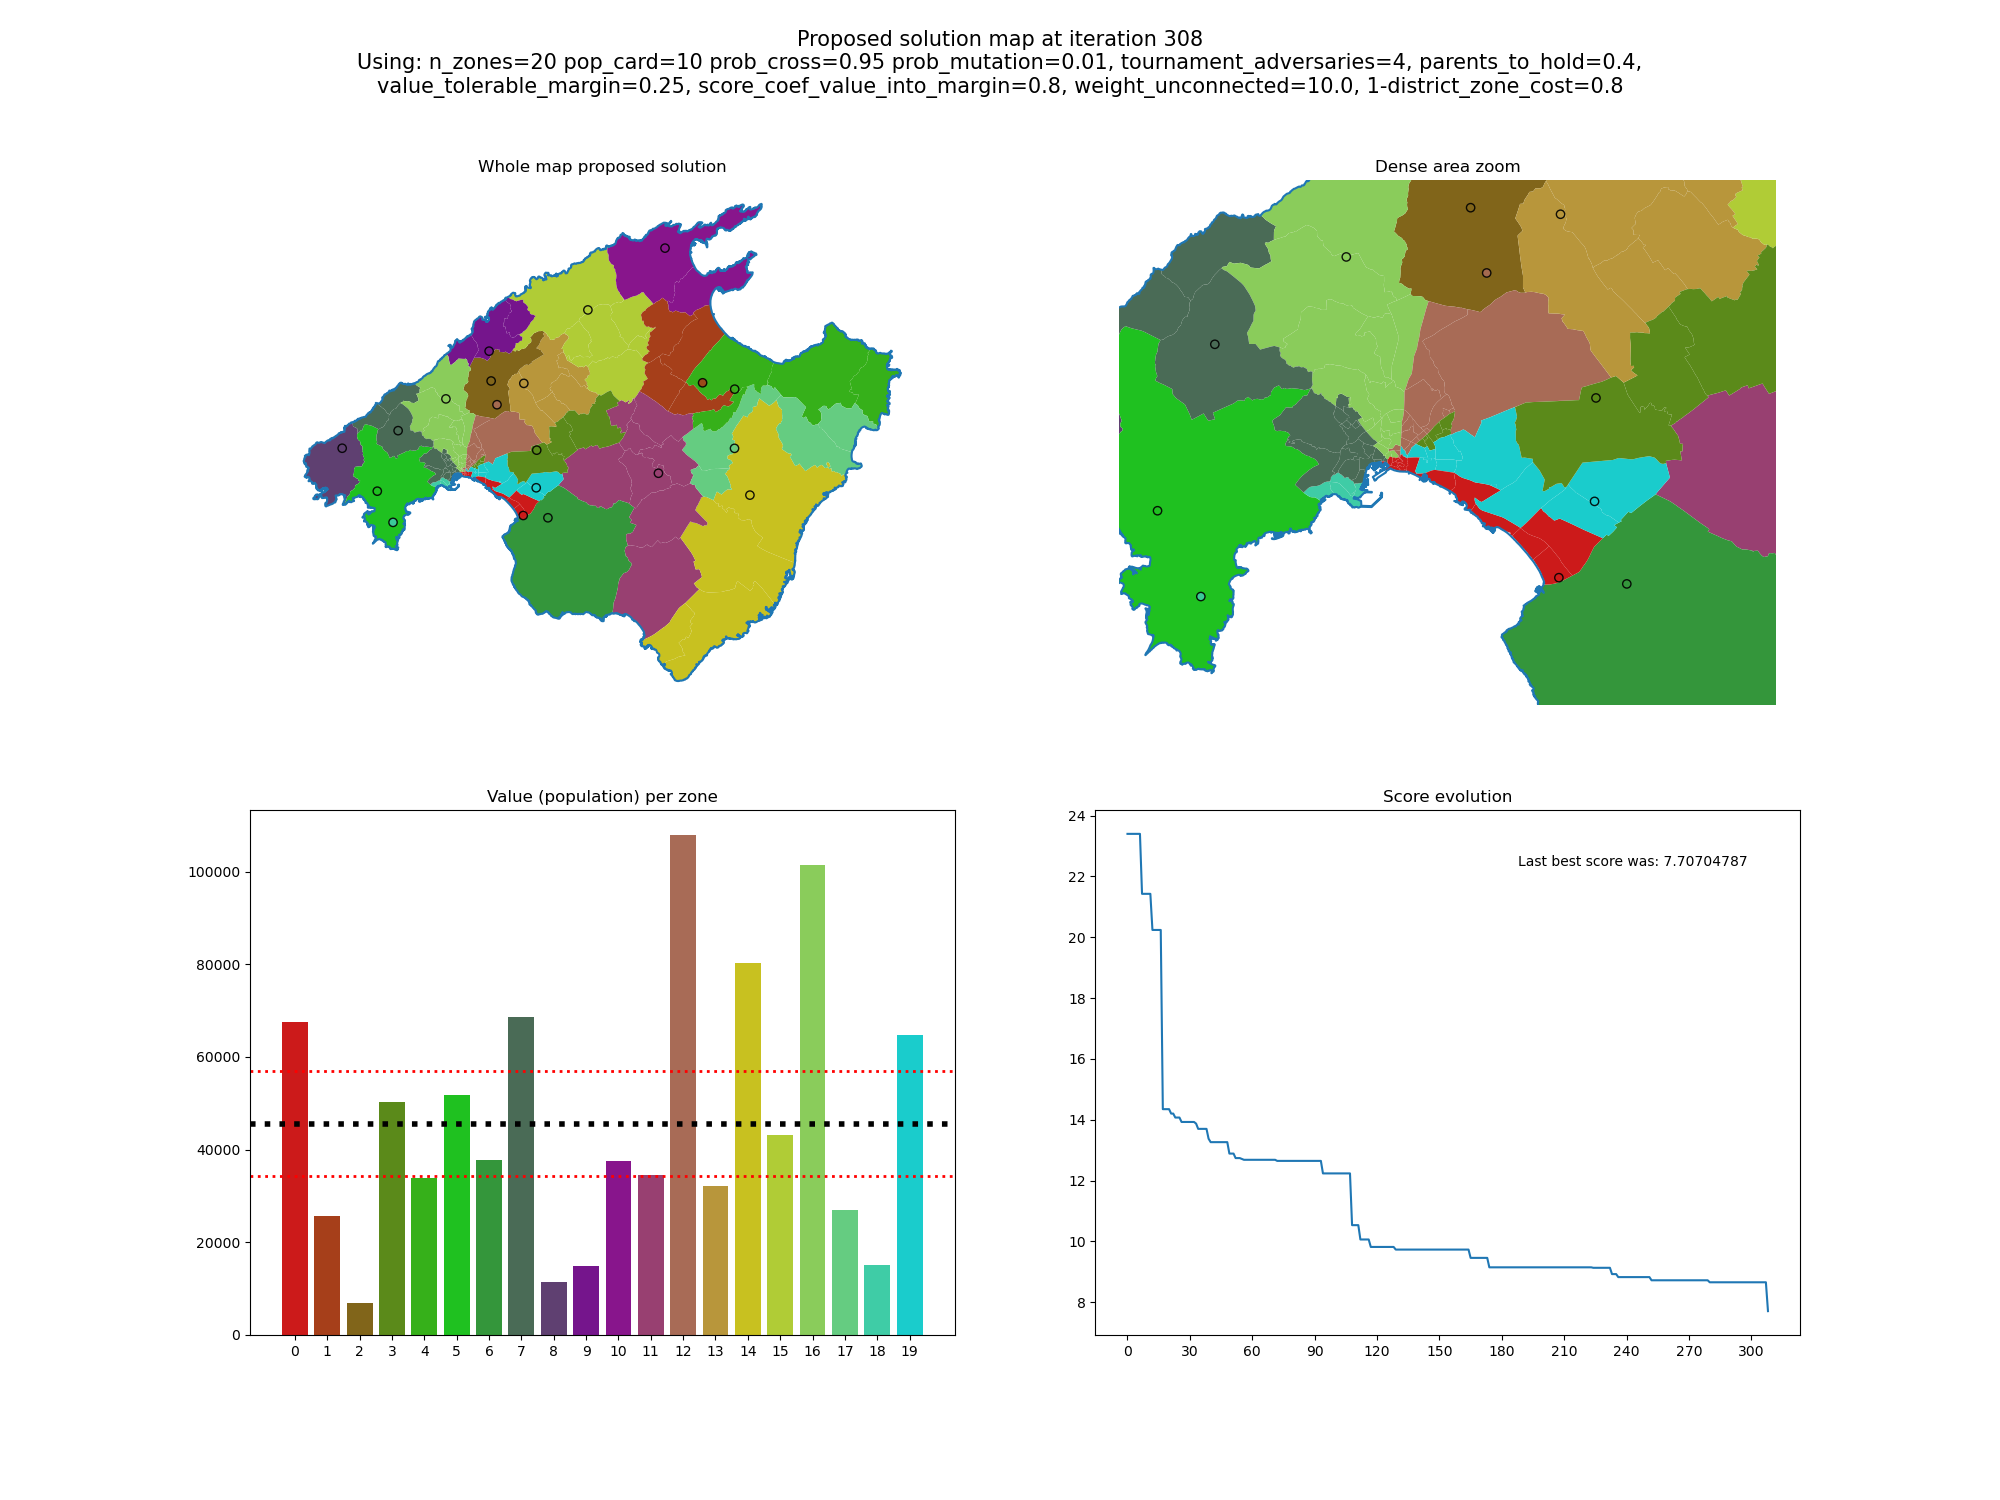 Proposed solution map at iteration 308
Using: n_zones=20 pop_card=10 prob_cross=0.95 prob_mutation=0.01, tournament_adversaries=4, parents_to_hold=0.4,
value_tolerable_margin=0.25, score_coef_value_into_margin=0.8, weight_unconnected=10.0, 1-district_zone_cost=0.8
Whole map proposed solution
Dense area zoom
Value (population) per zone
100000
80000
60000
40000
20000
0
0 1 2 3 4 5 6 7 8 9 10 11 12 13 14 15 16 17 18 19
Score evolution
Last best score was: 7.70704787
24
22
20
18
16
14
12
10
8
0 30 60 90 120 150 180 210 240 270 300